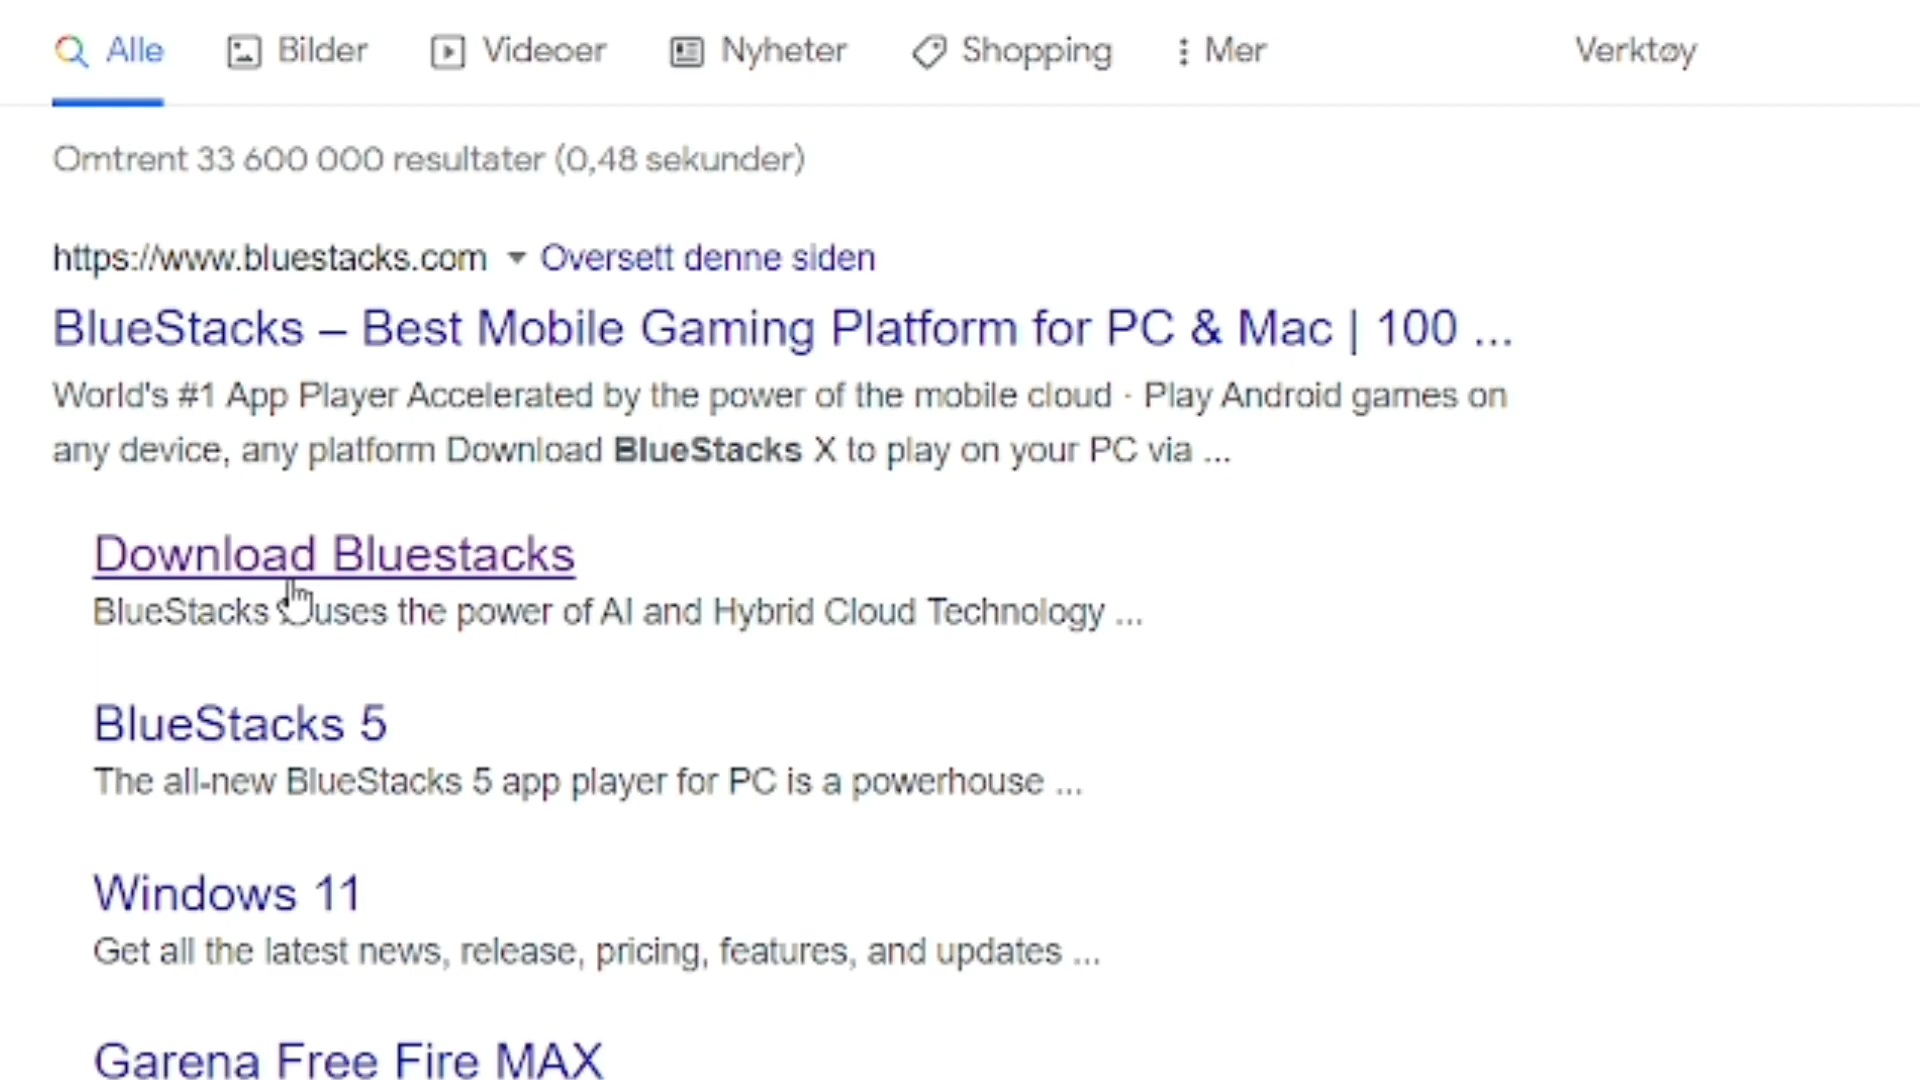 Alle Bilder Videoer Nyheter Shopping Mer Verktøy
Omtrent 33 600 000 resultater (0,48 sekunder)
https://www.bluestacks.com Oversett denne siden
BlueStacks – Best Mobile Gaming Platform for PC & Mac | 100 ...
World's #1 App Player Accelerated by the power of the mobile cloud · Play Android games on
any device, any platform Download BlueStacks X to play on your PC via ...
Download Bluestacks
BlueStacks uses the power of AI and Hybrid Cloud Technology ...
BlueStacks 5
The all-new BlueStacks 5 app player for PC is a powerhouse ...
Windows 11
Get all the latest news, release, pricing, features, and updates ...
Garena Free Fire MAX